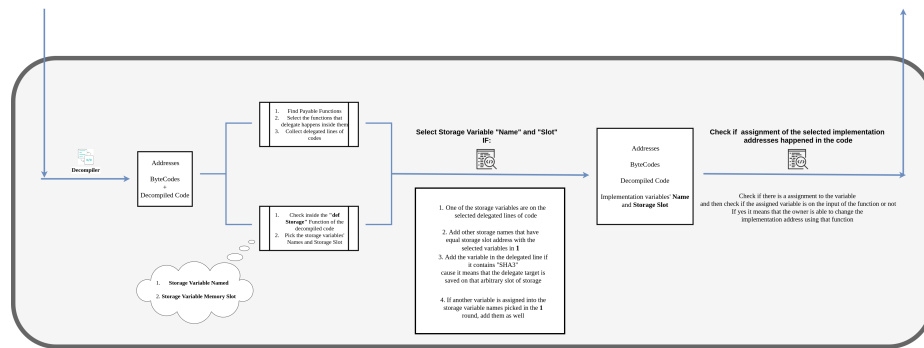 Decompiler
Addresses
ByteCodes
+
Decompiled Code
1. Find Payable Functions
2. Select the functions that
delegate happens inside them
3. Collect delegated lines of
codes
1. Check inside the "def
Storage" Function of the
decompiled code
2. Pick the storage variables'
Names and Storage Slot
1. Storage Variable Named
2. Storage Variable Memory Slot
Select Storage Variable "Name" and "Slot"
IF:
1. One of the storage variables are on the
selected delegated lines of code
2. Add other storage names that have
equal storage slot address with the
selected variables in 1
3. Add the variable in the delegated line if
it contains "SHA3"
cause it means that the delegate target is
saved on that arbitrary slot of storage
4. If another variable is assigned into the
storage variable names picked in the 1
round, add them as well
Addresses
ByteCodes
Decompiled Code
Implementation variables' Name
and Storage Slot
Check if assignment of the selected implementation
addresses happened in the code
Check if there is a assignment to the variable
and then check if the assigned variable is on the input of the function or not
If yes it means that the owner is able to change the
implementation address using that function